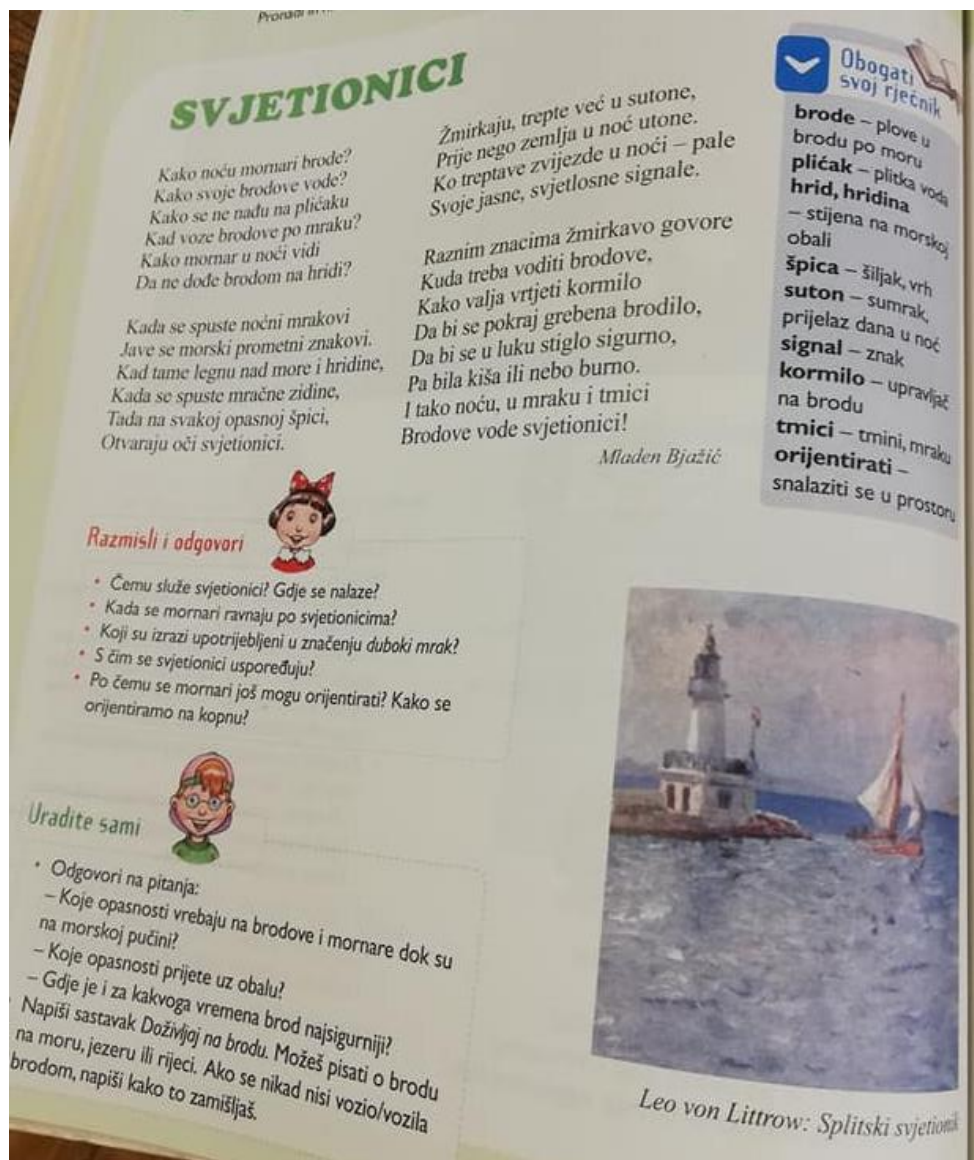 SVJETIONICI
Kako noću mornari brode?
Kako svoje brodove vode?
Kako se ne nađu na plićaku
Kad voze brodove po mraku?
Kako mornar u noći vidi
Da ne dođe brodom na hridi?
Kada se spuste noćni mrakovi
Jave se morski prometni znakovi.
Kad tame legnu nad more i hridine,
Kada se spuste mračne zidine,
Tada na svakoj opasnoj špici,
Otvaraju oči svjetionici.
Žmirkaju, trepte već u sutone,
Prije nego zemlja u noć utone.
Ko treptave zvijezde u noći – pale
Svoje jasne, svjetlosne signale.
Raznim znacima žmirkavo govore
Kuda treba voditi brodove,
Kako valja vrtjeti kormilo
Da bi se pokraj grebena brodilo,
Da bi se u luku stiglo sigurno,
Pa bila kiša ili nebo burno.
I tako noću, u mraku i tmici
Brodove vode svjetionici!
Mladen Bjažić
Obogati
svoj rječnik
brode – plove u
brodu po moru
plićak – plitka voda
hrid, hridina
– stijena na morskoj
obali
špica – šiljak, vrh
suton – sumrak,
prijelaz dana u noć
signal – znak
kormilo – upravljač
na brodu
tmici – tmini, mraku
orijentirati –
snalaziti se u prostoru
Razmisli i odgovori
• Čemu služe svjetionici? Gdje se nalaze?
• Kada se mornari ravnaju po svjetionicima?
• Koji su izrazi upotrijebljeni u značenju duboki mrak?
• S čim se svjetionici uspoređuju?
• Po čemu se mornari još mogu orijentirati? Kako se
orijentiramo na kopnu?
Uradite sami
• Odgovori na pitanja:
– Koje opasnosti vrebaju na brodove i mornare dok su
na morskoj pučini?
– Koje opasnosti prijete uz obalu?
– Gdje je i za kakvoga vremena brod najsigurniji?
• Napiši sastavak Doživljaj na brodu. Možeš pisati o brodu
na moru, jezeru ili rijeci. Ako se nikad nisi vozio/vozila
brodom, napiši kako to zamišljaš.
Leo von Littrow: Splitski svjetionik